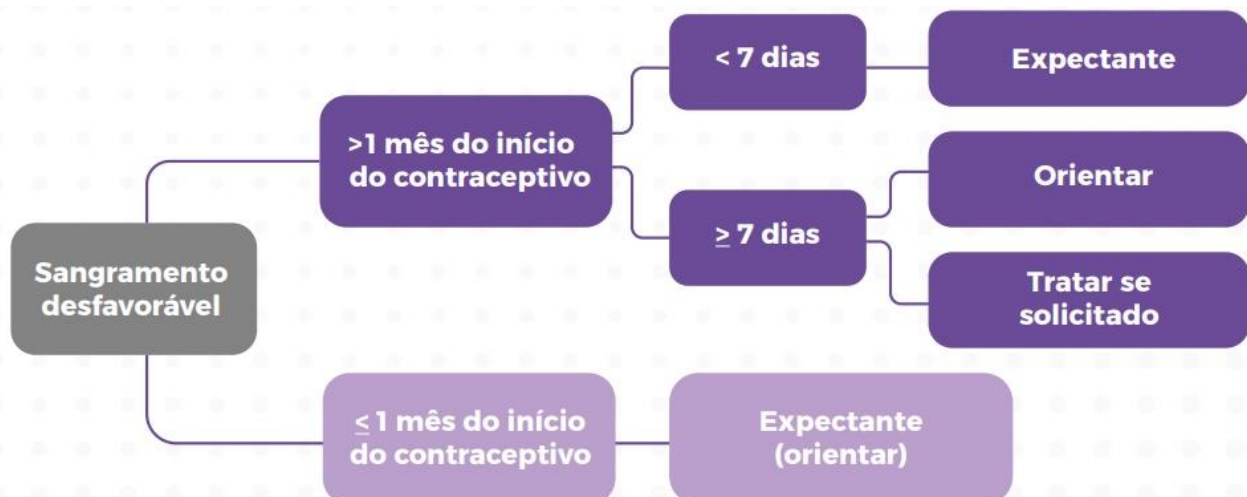 Sangramento
desfavorável
>1 mês do início
do contraceptivo
< 7 dias
Expectante
≥ 7 dias
Orientar
Tratar se
solicitado
≤ 1 mês do início
do contraceptivo
Expectante
(orientar)